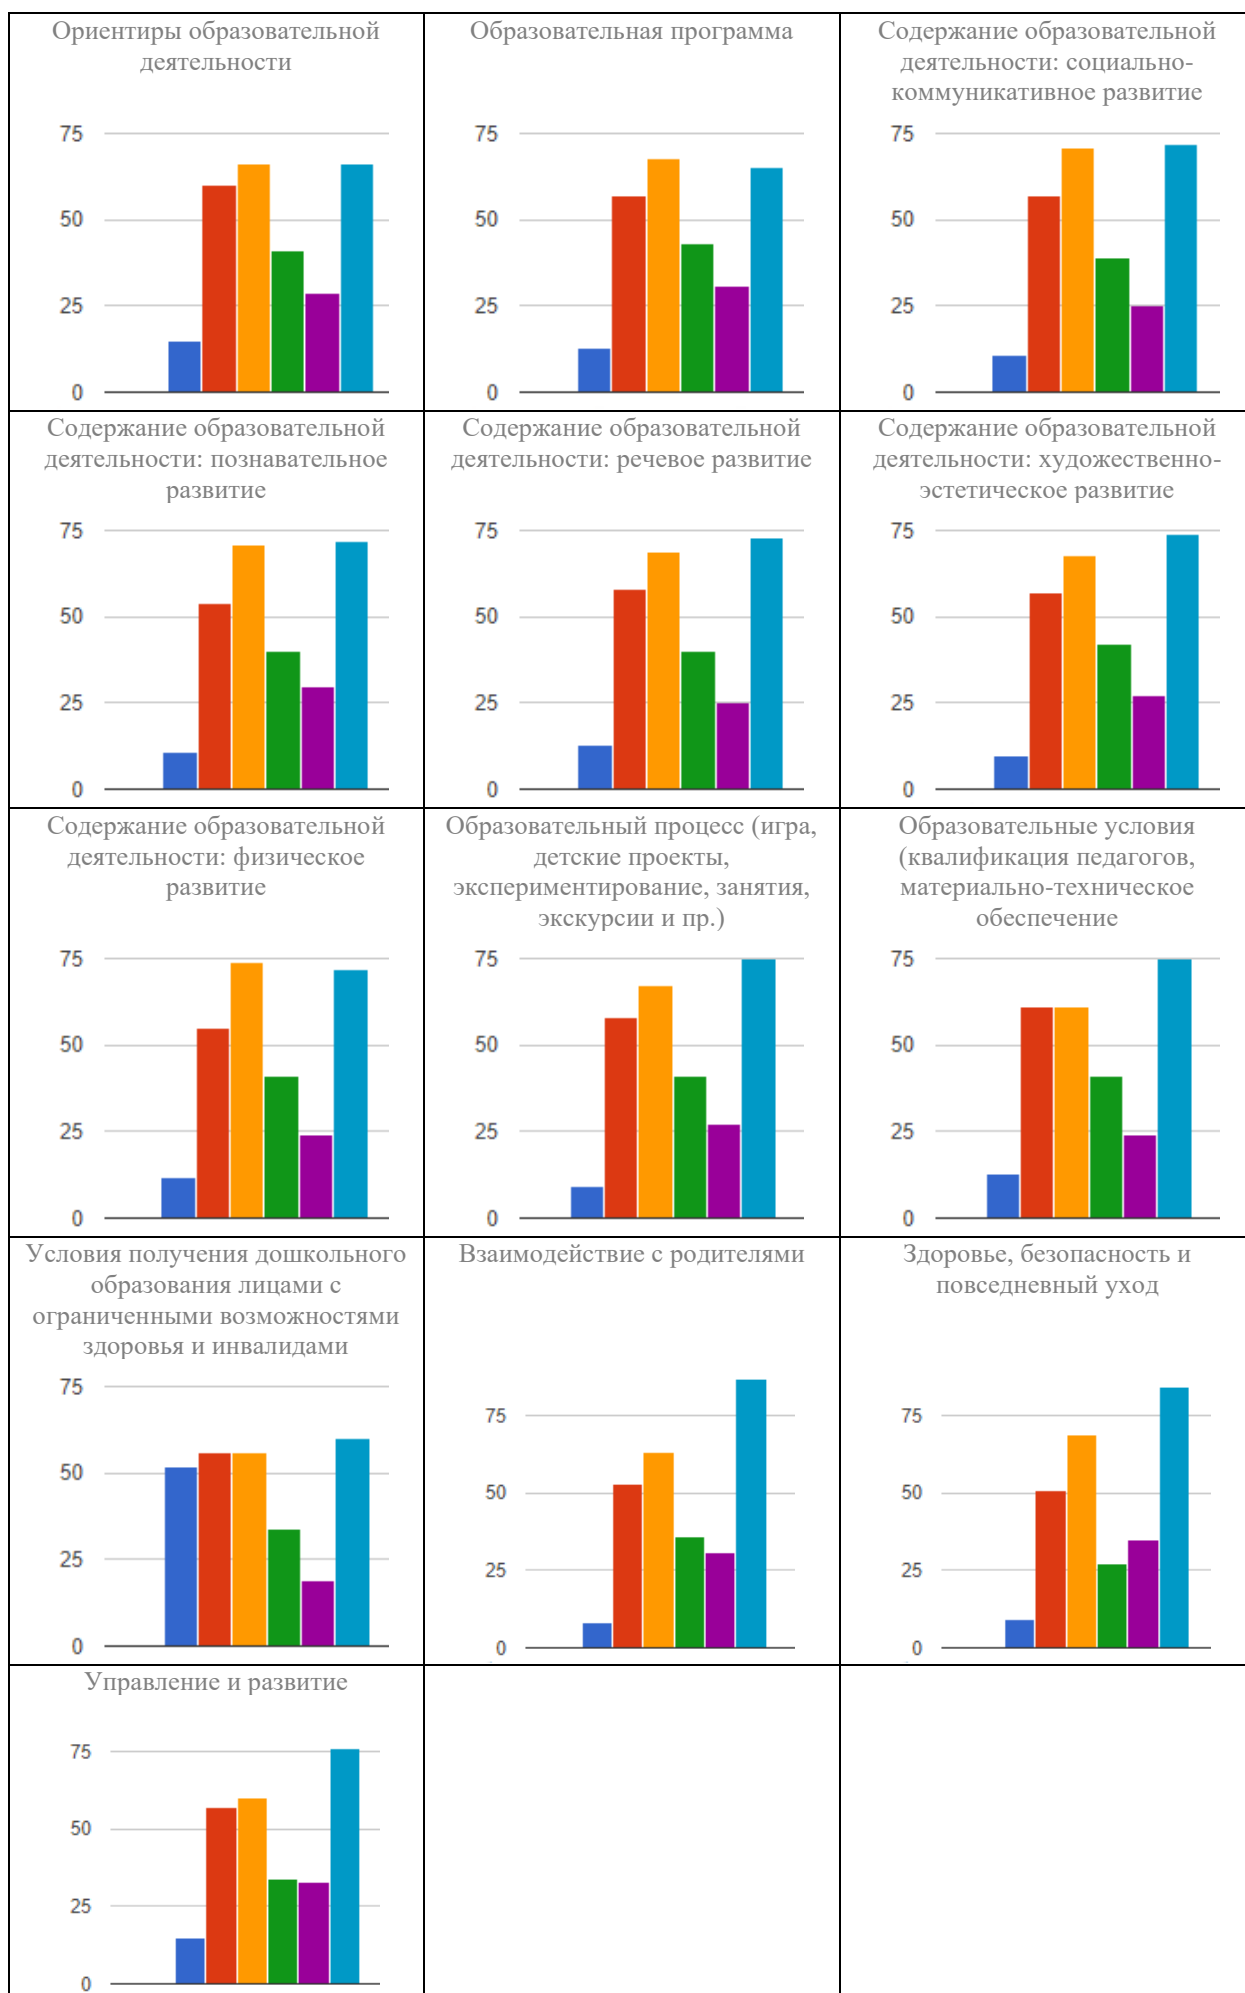 Ориентиры образовательной
деятельности
75
50
25
0
Образовательная программа
75
50
25
0
Содержание образовательной
деятельности: социально-
коммуникативное развитие
75
50
25
0
Содержание образовательной
деятельности: познавательное
развитие
75
50
25
0
Содержание образовательной
деятельности: речевое развитие
75
50
25
0
Содержание образовательной
деятельности: художественно-
эстетическое развитие
75
50
25
0
Содержание образовательной
деятельности: физическое
развитие
75
50
25
0
Образовательный процесс (игра,
детские проекты,
экспериментирование, занятия,
экскурсии и пр.)
75
50
25
0
Образовательные условия
(квалификация педагогов,
материально-техническое
обеспечение
75
50
25
0
Условия получения дошкольного
образования лицами с
ограниченными возможностями
здоровья и инвалидами
75
50
25
0
Взаимодействие с родителями
75
50
25
0
Здоровье, безопасность и
повседневный уход
75
50
25
0
Управление и развитие
75
50
25
0